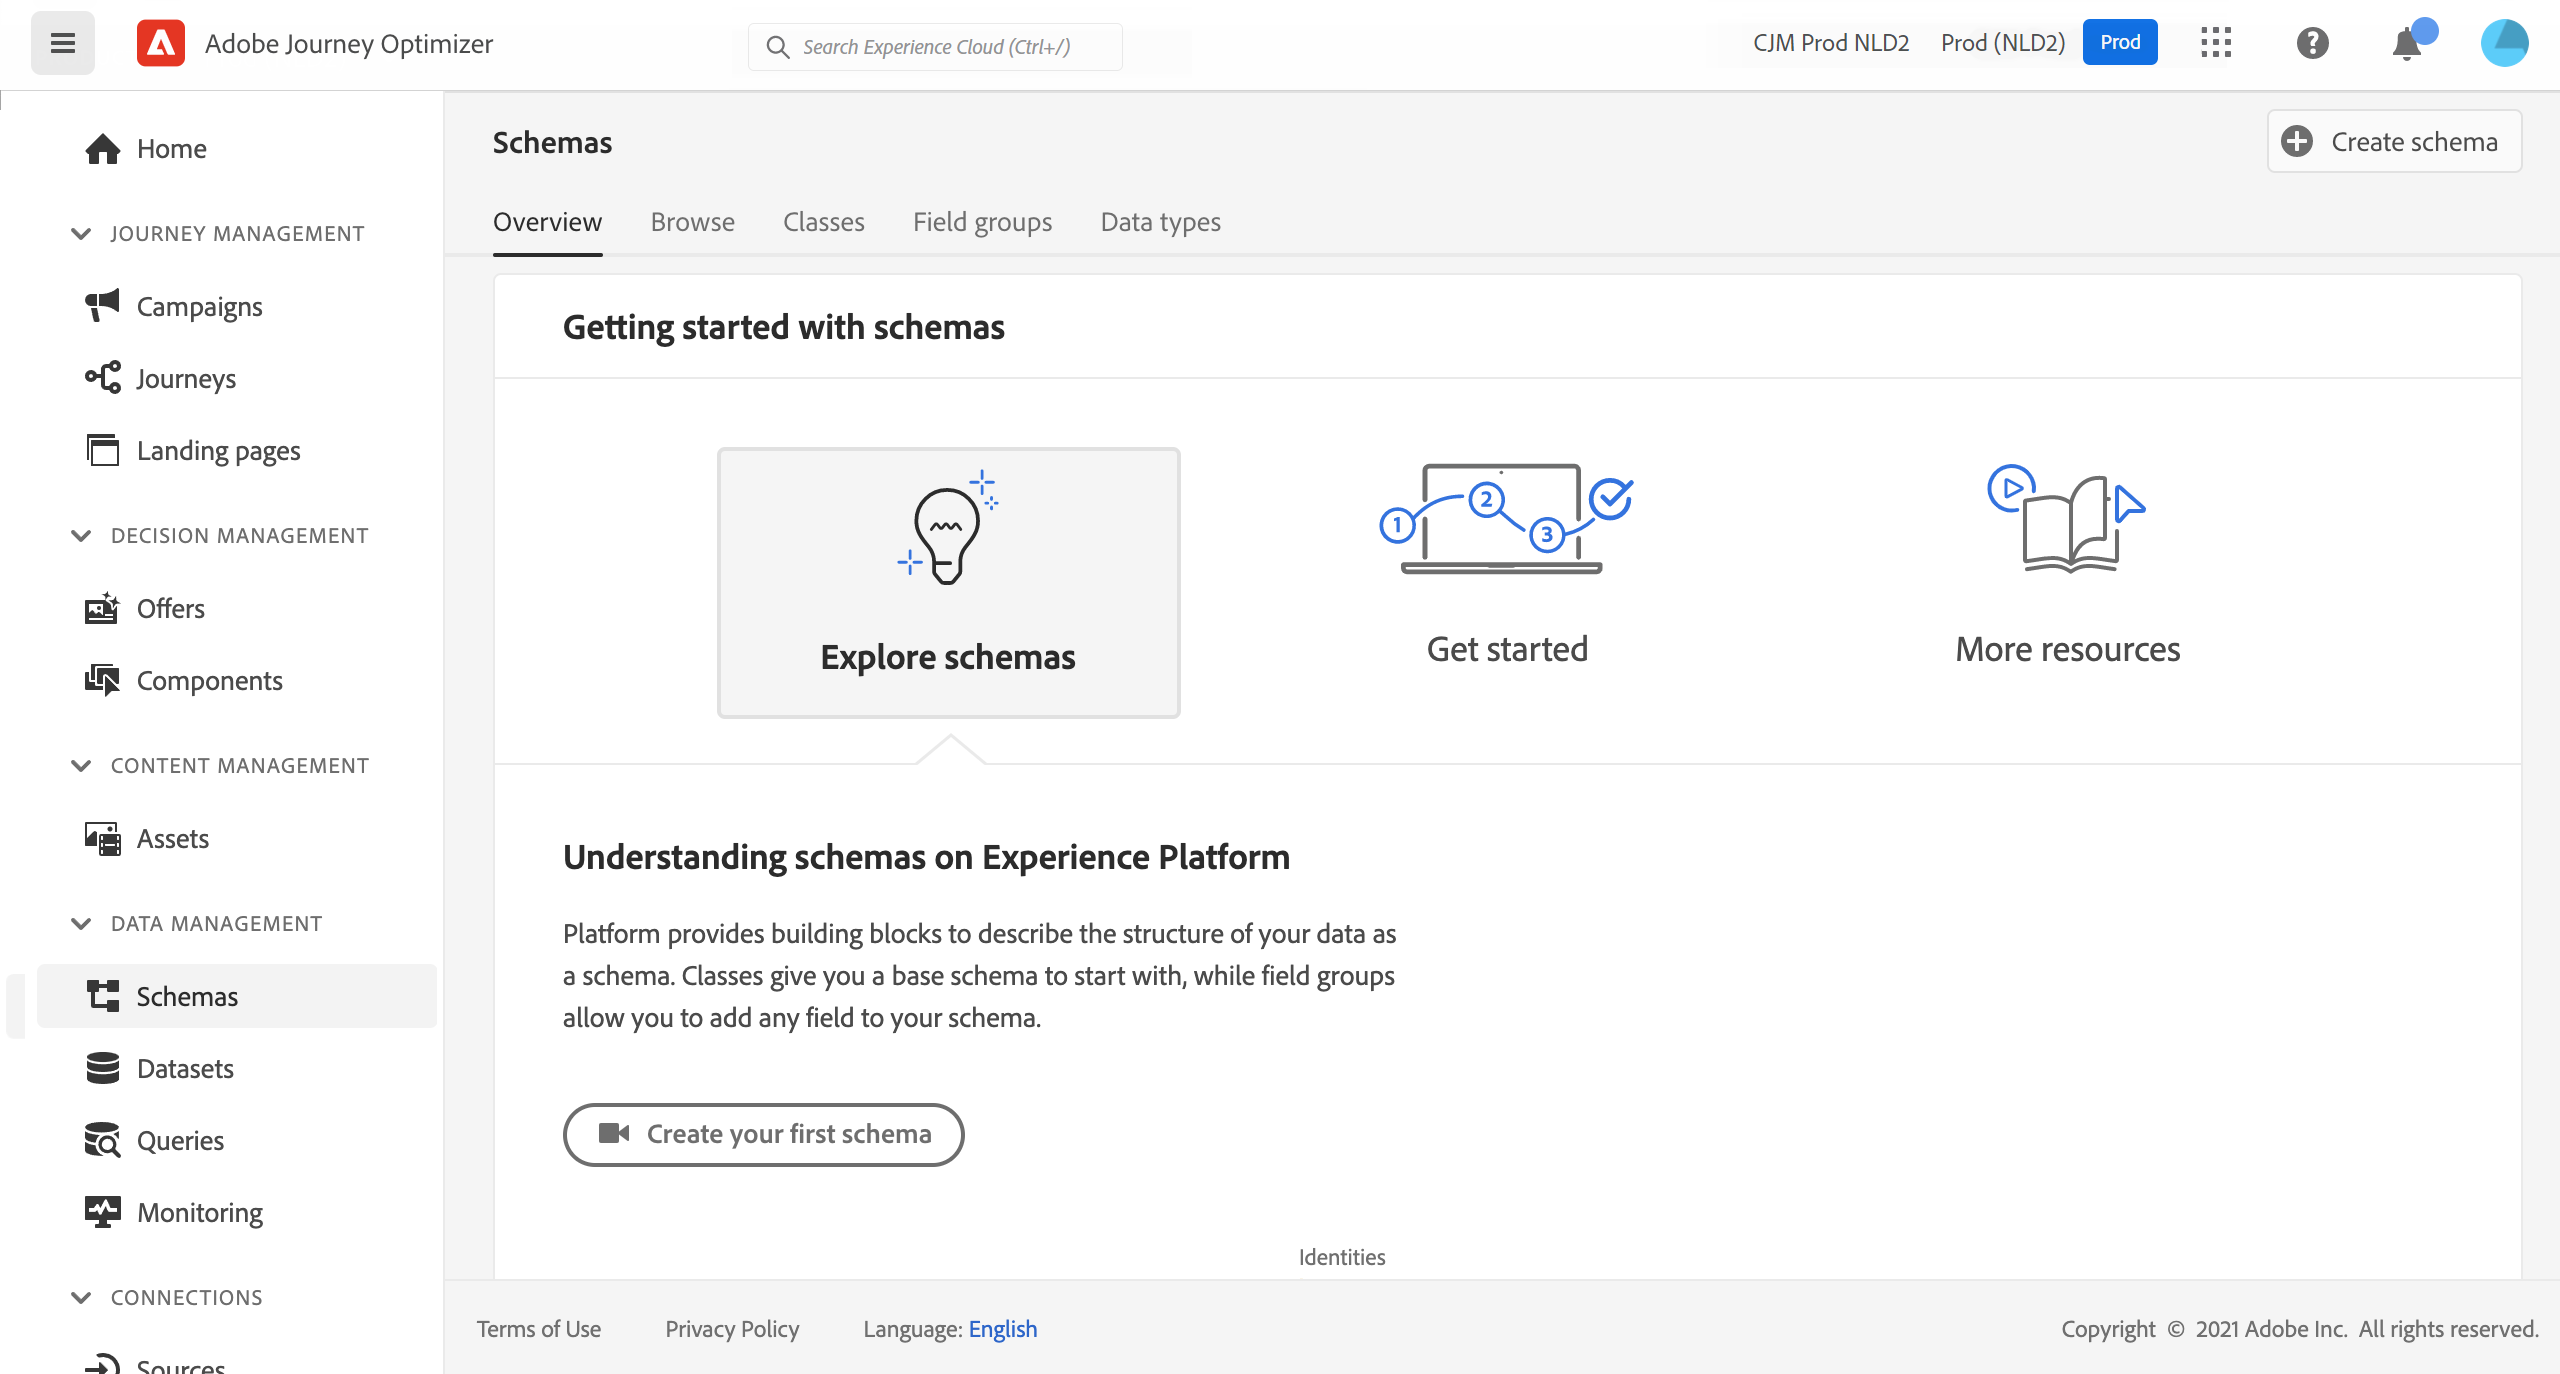 Adobe Journey Optimizer
Search Experience Cloud (Ctrl+/)
CJM Prod NLD2
Prod (NLD2)
Prod
Home
JOURNEY MANAGEMENT
Campaigns
Journeys
Landing pages
DECISION MANAGEMENT
Offers
Components
CONTENT MANAGEMENT
Assets
DATA MANAGEMENT
Schemas
Datasets
Queries
Monitoring
CONNECTIONS
Sources
Schemas
Create schema
Overview
Browse
Classes
Field groups
Data types
Getting started with schemas
Explore schemas
1
2
3
Get started
More resources
Understanding schemas on Experience Platform
Platform provides building blocks to describe the structure of your data as
a schema. Classes give you a base schema to start with, while field groups
allow you to add any field to your schema.
Create your first schema
Identities
Terms of Use
Privacy Policy
Language: English
Copyright © 2021 Adobe Inc. All rights reserved.